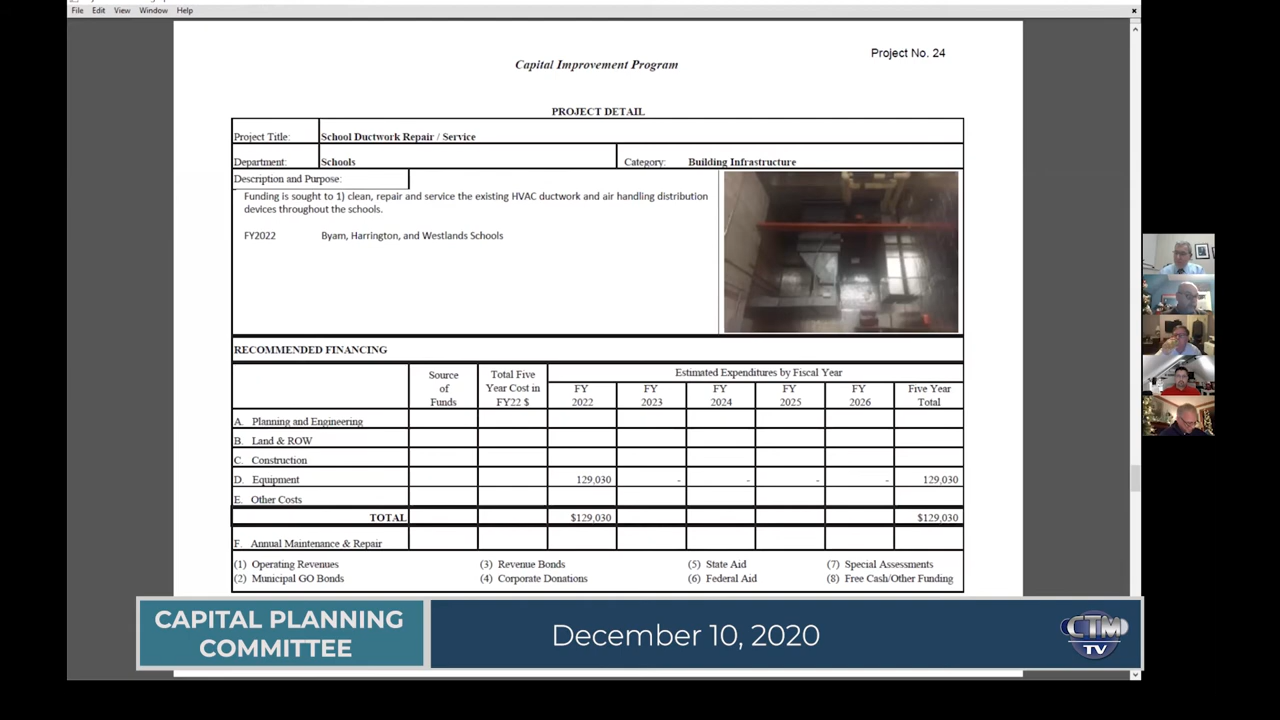 File Edit View Window Help
Project No. 24
Capital Improvement Program
PROJECT DETAIL
Project Title: School Ductwork Repair / Service
Department: Schools Category: Building Infrastructure
Description and Purpose:
Funding is sought to 1) clean, repair and service the existing HVAC ductwork and air handling distribution
devices throughout the schools.
FY2022 Byam, Harrington, and Westlands Schools
RECOMMENDED FINANCING
Source Total Five Estimated Expenditures by Fiscal Year
of Year Cost in FY FY FY FY FY Five Year
Funds FY22 $ 2022 2023 2024 2025 2026 Total
A. Planning and Engineering
B. Land & ROW
C. Construction
D. Equipment 129,030 - - - - 129,030
E. Other Costs
TOTAL $129,030 $129,030
F. Annual Maintenance & Repair
(1) Operating Revenues (3) Revenue Bonds (5) State Aid (7) Special Assessments
(2) Municipal GO Bonds (4) Corporate Donations (6) Federal Aid (8) Free Cash/Other Funding
CAPITAL PLANNING
COMMITTEE
December 10, 2020
CTM
TV